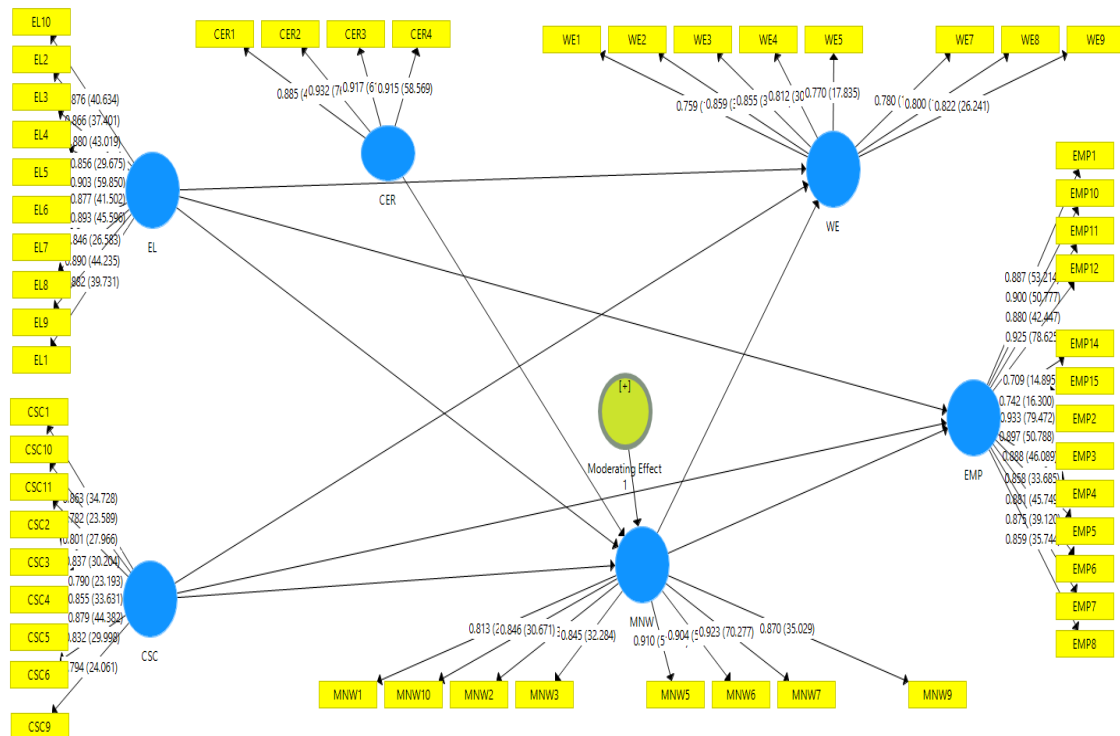 EL10
EL2
EL3
EL4
EL5
EL6
EL7
EL8
EL9
EL1
(40.634)
0.866 (37.401)
(43.019)
0.856 (29.675)
0.903 (59.850)
0.877 (41.502)
0.893 (45.596)
(26.583)
0.890 (44.235)
(39.731)
EL
CER1
CER2
CER3
CER4
0.885
0.932
0.917
0.915 (58.569)
CER
WE1
WE2
WE3
WE4
WE5
WE7
WE8
WE9
0.759
0.859
0.855
0.812
0.770 (17.835)
0.780
0.800
0.822 (26.241)
WE
EMP1
EMP10
EMP11
EMP12
EMP14
EMP15
EMP2
EMP3
EMP4
EMP5
EMP6
EMP7
EMP8
0.887 (53.214)
0.900 (50.777)
0.880 (42.447)
0.925 (78.625
0.709 (14.895
0.742 (16.300)
0.933 (79.472)
0.897 (50.788)
0.888 (46.089)
0.858 (33.685)
0.881 (45.749
0.875 (39.120
0.859 (35.744
EMP
[+]
Moderating Effect
1
CSC1
CSC10
CSC11
CSC2
CSC3
CSC4
CSC5
CSC6
CSC9
(34.728)
(23.589)
0.801 (27.966)
0.837 (30.204)
0.790 (23.193)
0.855 (33.631)
0.879 (44.382)
0.832 (29.998)
0.794 (24.061)
CSC
MNW
0.813
0.846 (30.671)
0.845 (32.284)
0.910
0.904
0.923 (70.277)
0.870 (35.029)
MNW1
MNW10
MNW2
MNW3
MNW5
MNW6
MNW7
MNW9